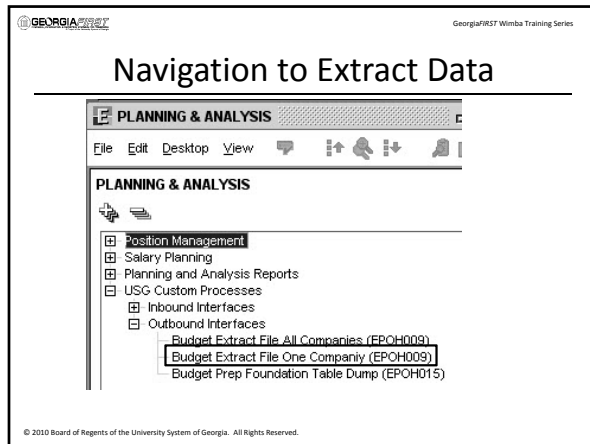 GEORGIAFIRST
GeorgiaFIRST Wimba Training Series
Navigation to Extract Data
PLANNING & ANALYSIS
File Edit Desktop View
PLANNING & ANALYSIS
Position Management
Salary Planning
Planning and Analysis Reports
USG Custom Processes
Inbound Interfaces
Outbound Interfaces
Budget Extract File All Companies (EPOH009)
Budget Extract File One Companiy (EPOH009)
Budget Prep Foundation Table Dump (EPOH015)
© 2010 Board of Regents of the University System of Georgia. All Rights Reserved.